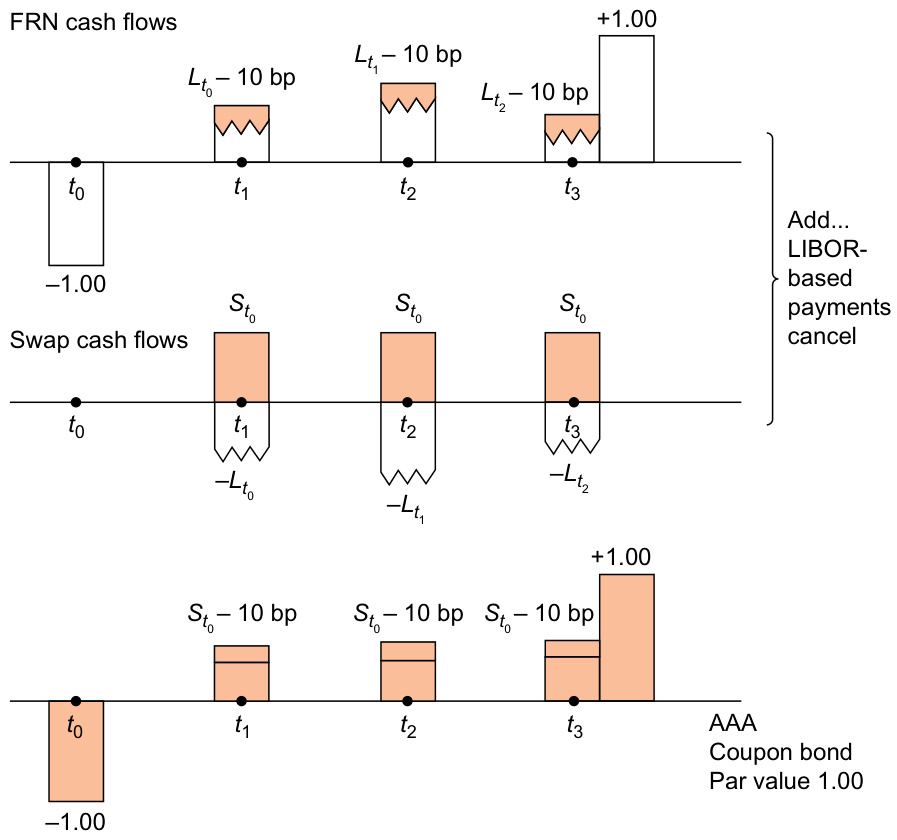 FRN cash flows
+1.00
L_{t_0} – 10 bp
L_{t_1} – 10 bp
L_{t_2} – 10 bp
t_0
t_1
t_2
t_3
–1.00
Add...
LIBOR-
based
payments
cancel
Swap cash flows
S_{t_0}
S_{t_0}
S_{t_0}
t_0
t_1
t_2
t_3
–L_{t_0}
–L_{t_1}
–L_{t_2}
+1.00
S_{t_0} – 10 bp
S_{t_0} – 10 bp
S_{t_0} – 10 bp
t_0
t_1
t_2
t_3
–1.00
AAA
Coupon bond
Par value 1.00